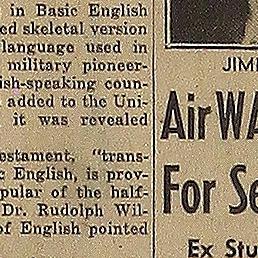 in Basic English
ed skeletal version
language used in
military pioneer-
ish-speaking coun-
added to the Uni-
it was revealed
estament, "trans-
c English, is prov-
pular of the half-
Dr. Rudolph Wil-
of English pointed
JIM
Air WA
For Se
Ex Stu